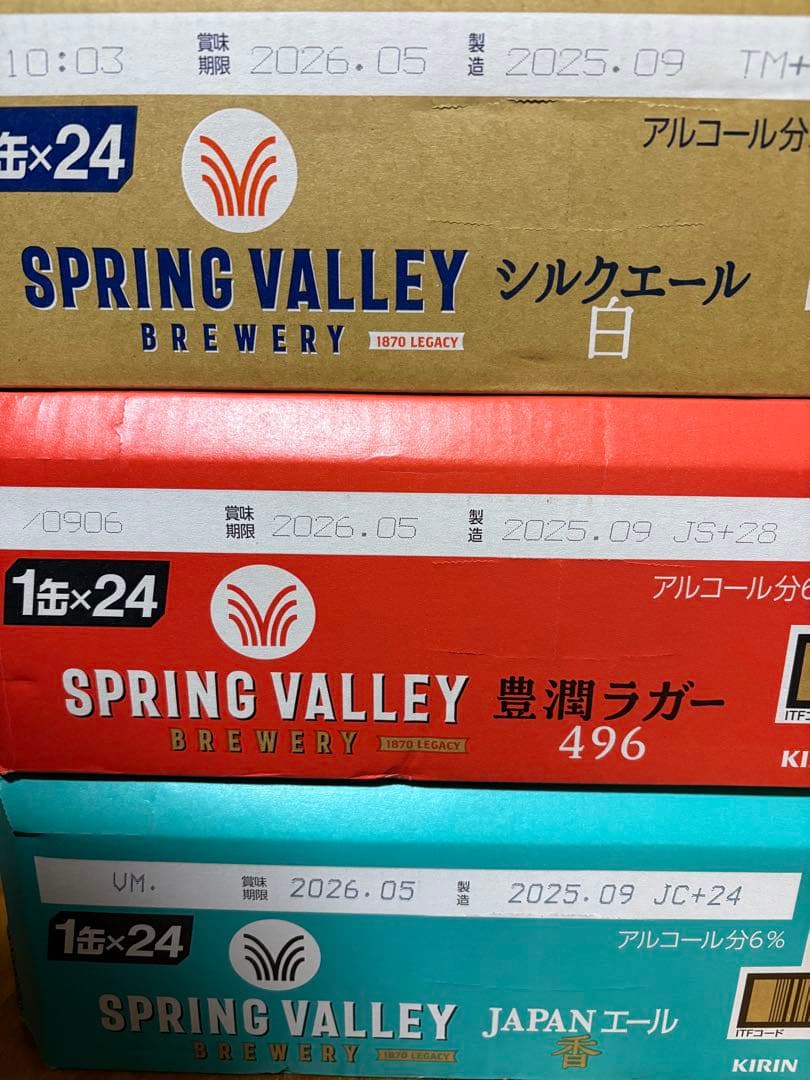 10:03 賞味期限 2026.05 製造 2025.09 TM+
缶×24
アルコール分
SPRING VALLEY
BREWERY 1870 LEGACY
シルクエール
白
/0906 賞味期限 2026.05 製造 2025.09 JS+28
1缶×24
アルコール分6
SPRING VALLEY
BREWERY 1870 LEGACY
豊潤ラガー
496
ITFコ
KI
VM. 賞味期限 2026.05 製造 2025.09 JC+24
1缶×24
アルコール分6%
SPRING VALLEY
BREWERY 1870 LEGACY
JAPANエール
香
ITFコード
KIRIN